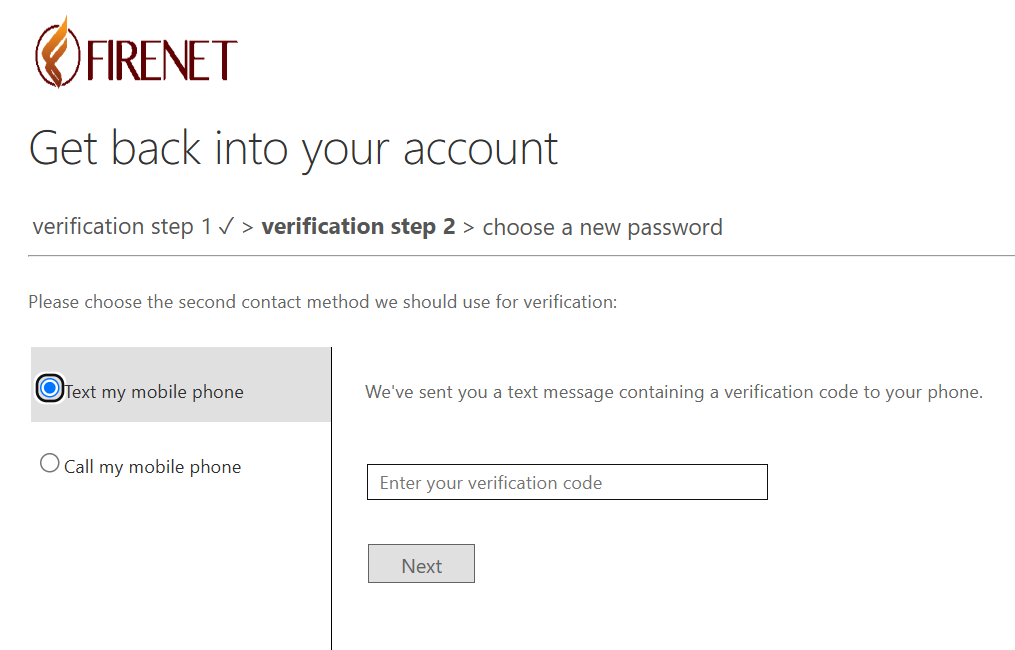 FIRENET
Get back into your account
verification step 1 ✓ > verification step 2 > choose a new password
Please choose the second contact method we should use for verification:
Text my mobile phone
Call my mobile phone
We've sent you a text message containing a verification code to your phone.
Enter your verification code
Next